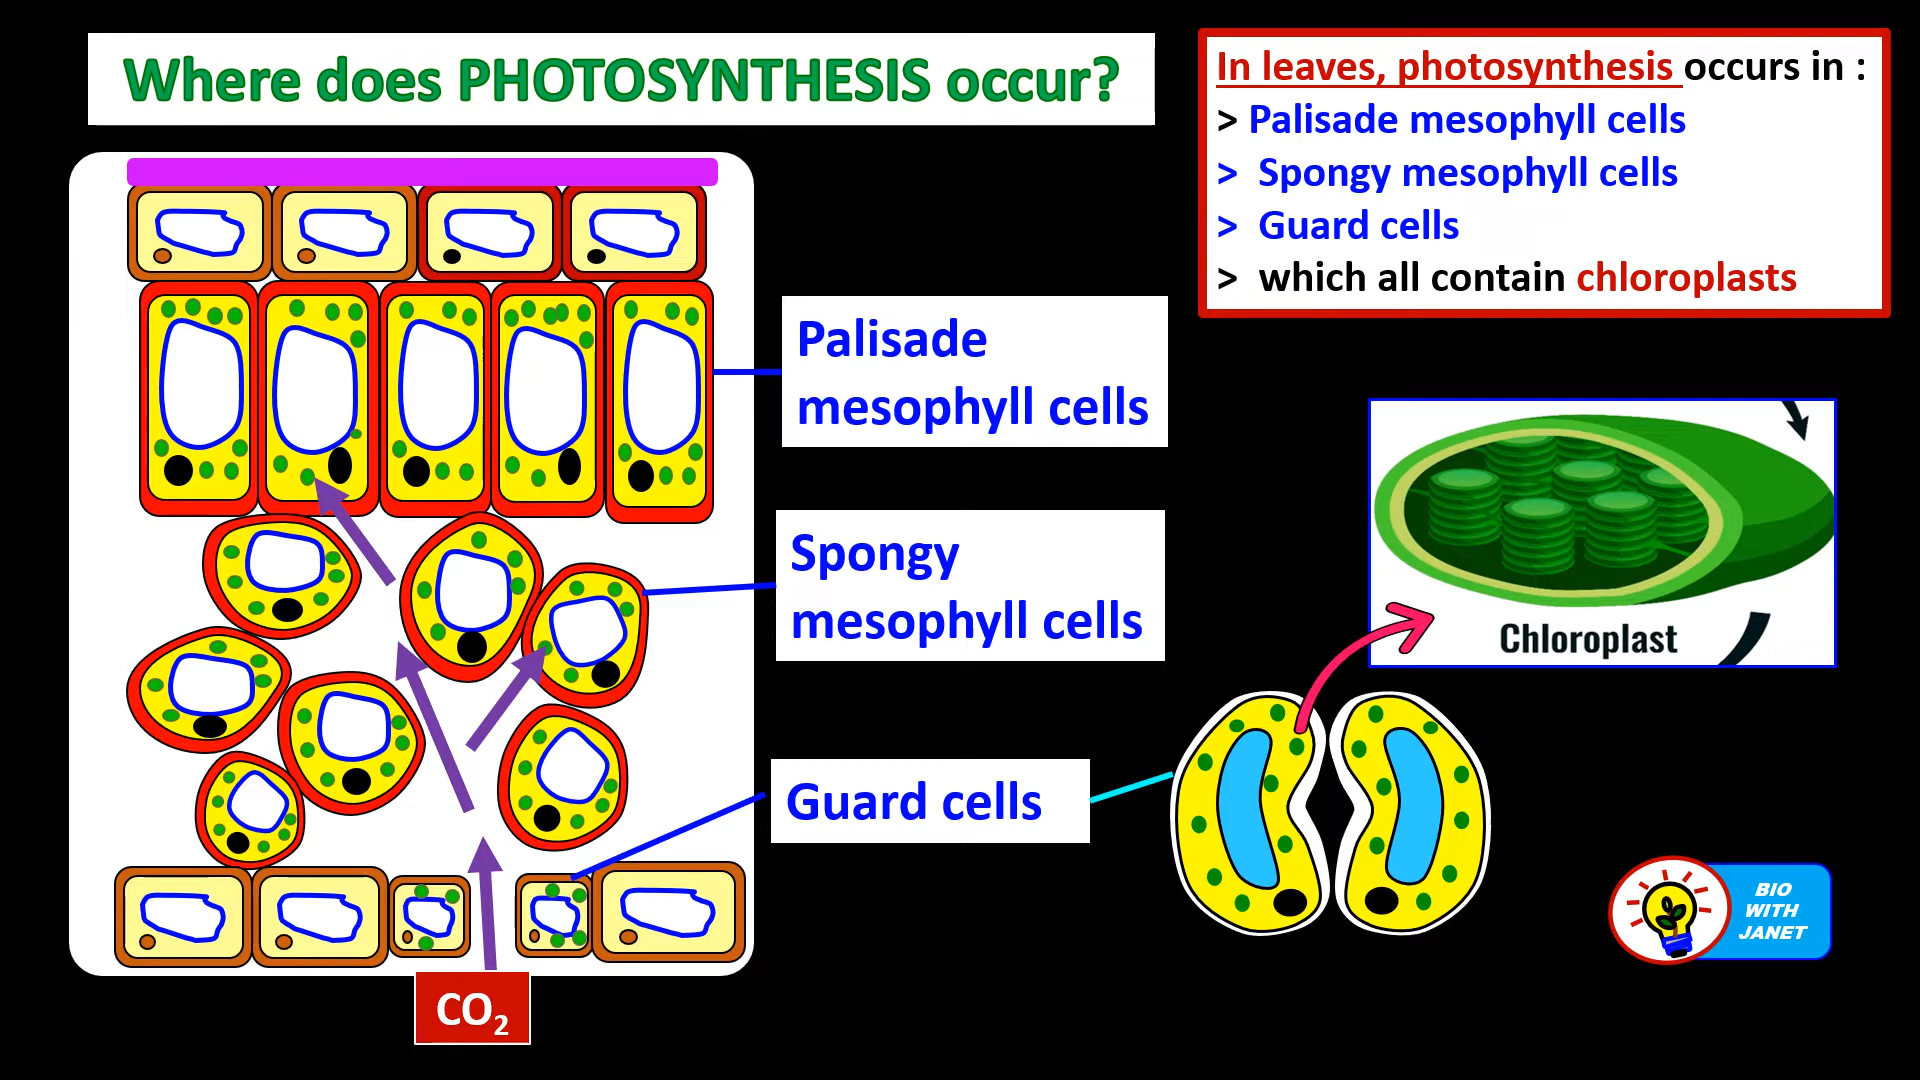 Where does PHOTOSYNTHESIS occur?
In leaves, photosynthesis occurs in :
> Palisade mesophyll cells
> Spongy mesophyll cells
> Guard cells
> which all contain chloroplasts
Palisade
mesophyll cells
Spongy
mesophyll cells
Guard cells
Chloroplast
CO₂
BIO
WITH
JANET